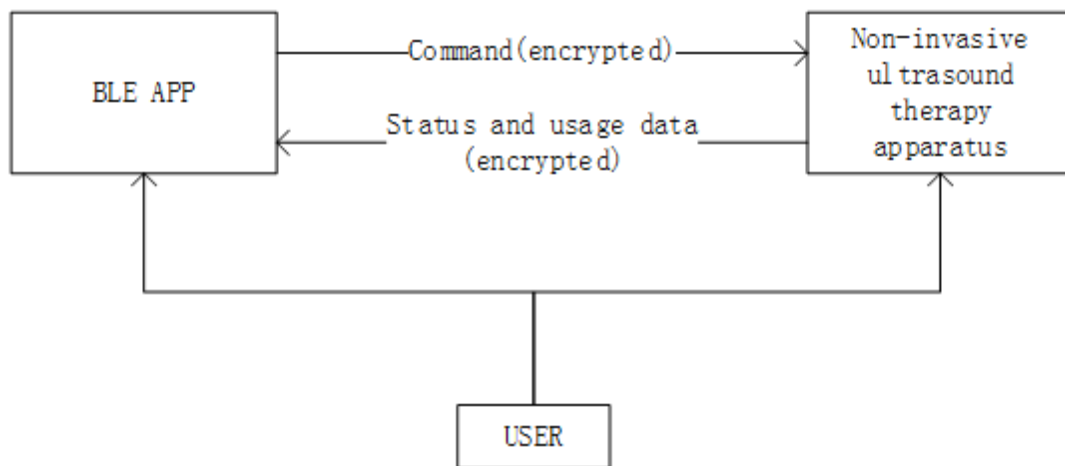 BLE APP
Command(encrypted)
Status and usage data
(encrypted)
Non-invasive
ultrasound
therapy
apparatus
USER